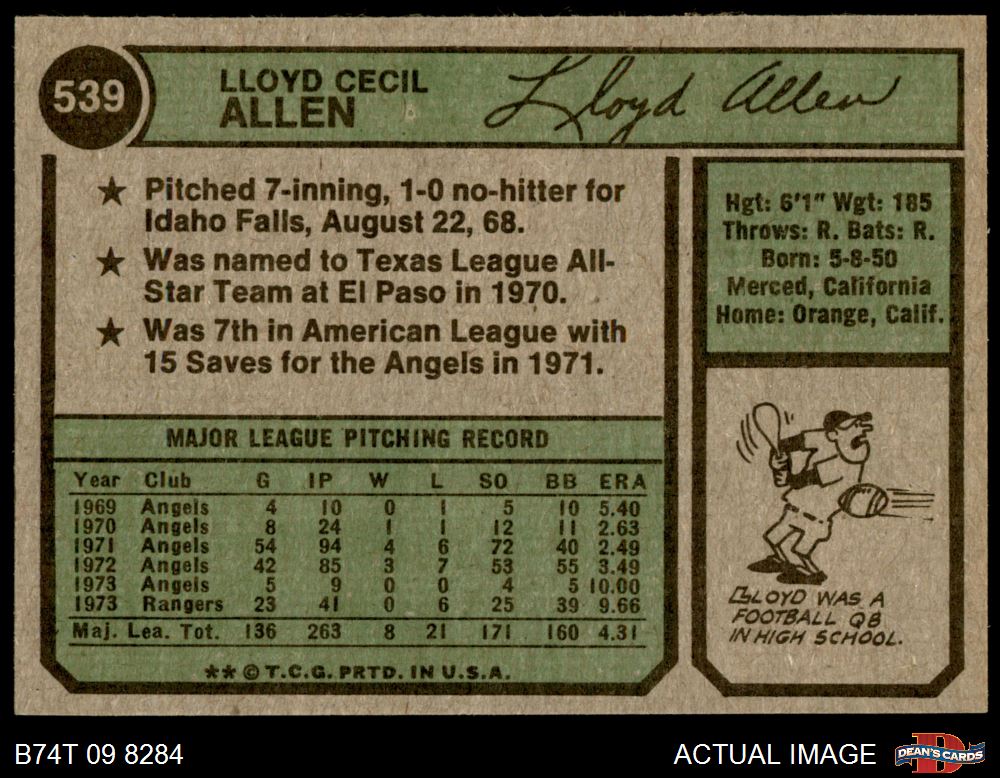 539
LLOYD CECIL
ALLEN
Lloyd Allen
★ Pitched 7-inning, 1-0 no-hitter for
Idaho Falls, August 22, 68.
★ Was named to Texas League All-
Star Team at El Paso in 1970.
★ Was 7th in American League with
15 Saves for the Angels in 1971.
Hgt: 6'1" Wgt: 185
Throws: R. Bats: R.
Born: 5-8-50
Merced, California
Home: Orange, Calif.
MAJOR LEAGUE PITCHING RECORD
Year Club G IP W L SO BB ERA
1969 Angels 4 10 0 1 5 10 5.40
1970 Angels 8 24 1 1 12 11 2.63
1971 Angels 54 94 4 6 72 40 2.49
1972 Angels 42 85 3 7 53 55 3.49
1973 Angels 5 9 0 0 4 5 10.00
1973 Rangers 23 41 0 6 25 39 9.66
Maj. Lea. Tot. 136 263 8 21 171 160 4.31
** © T.C.G. PRTD. IN U.S.A.
LLOYD WAS A
FOOTBALL QB
IN HIGH SCHOOL.
B74T 09 8284
ACTUAL IMAGE
DEAN'S CARDS